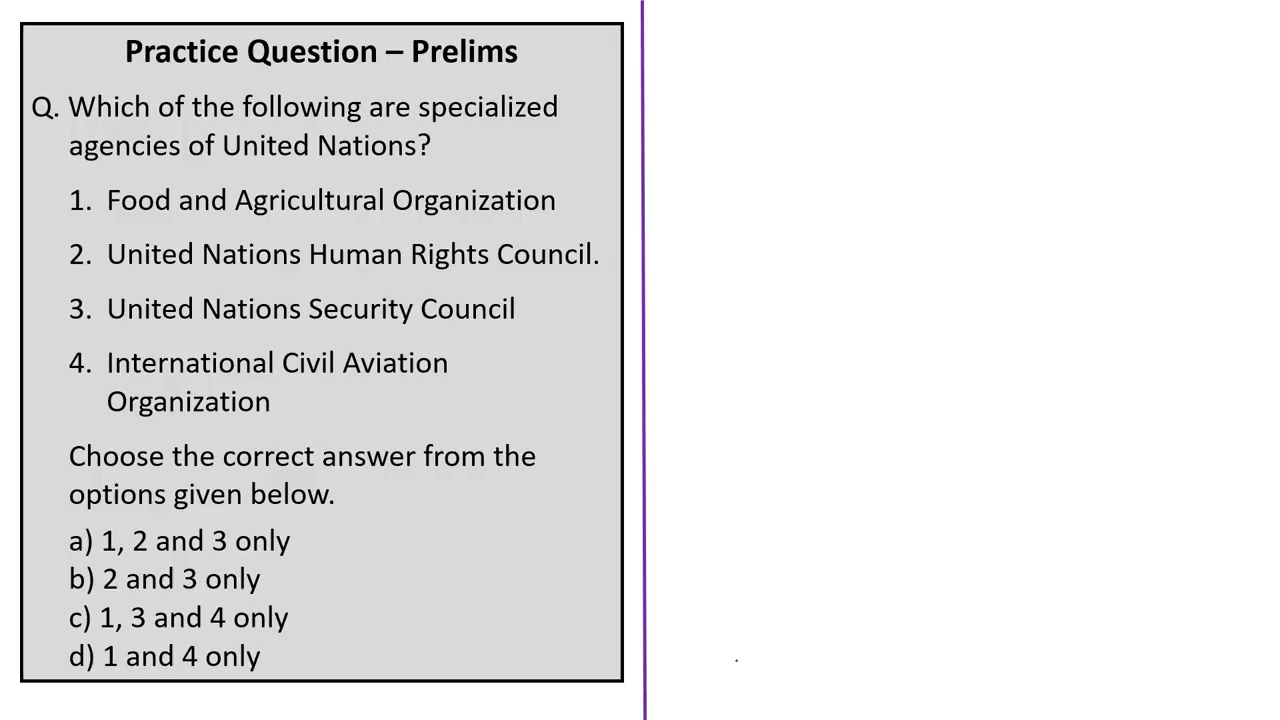 Practice Question – Prelims
Q. Which of the following are specialized
agencies of United Nations?
1. Food and Agricultural Organization
2. United Nations Human Rights Council.
3. United Nations Security Council
4. International Civil Aviation
Organization
Choose the correct answer from the
options given below.
a) 1, 2 and 3 only
b) 2 and 3 only
c) 1, 3 and 4 only
d) 1 and 4 only